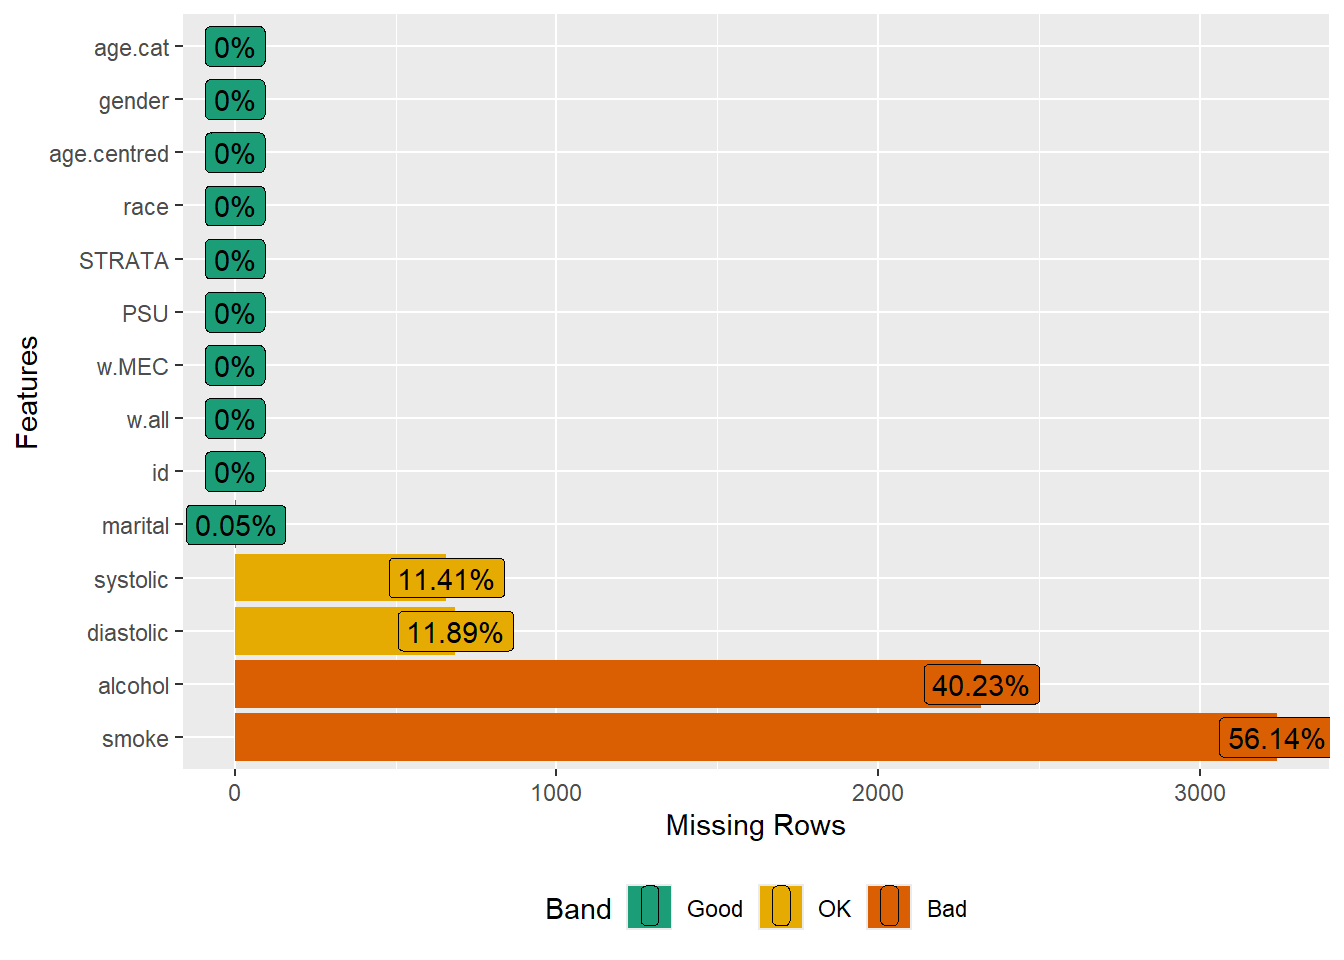 age.cat 0%
gender 0%
age.centred 0%
race 0%
STRATA 0%
PSU 0%
w.MEC 0%
w.all 0%
id 0%
marital 0.05%
systolic 11.41%
diastolic 11.89%
alcohol 40.23%
smoke 56.14%
Features
0 1000 2000 3000
Missing Rows
Band Good OK Bad